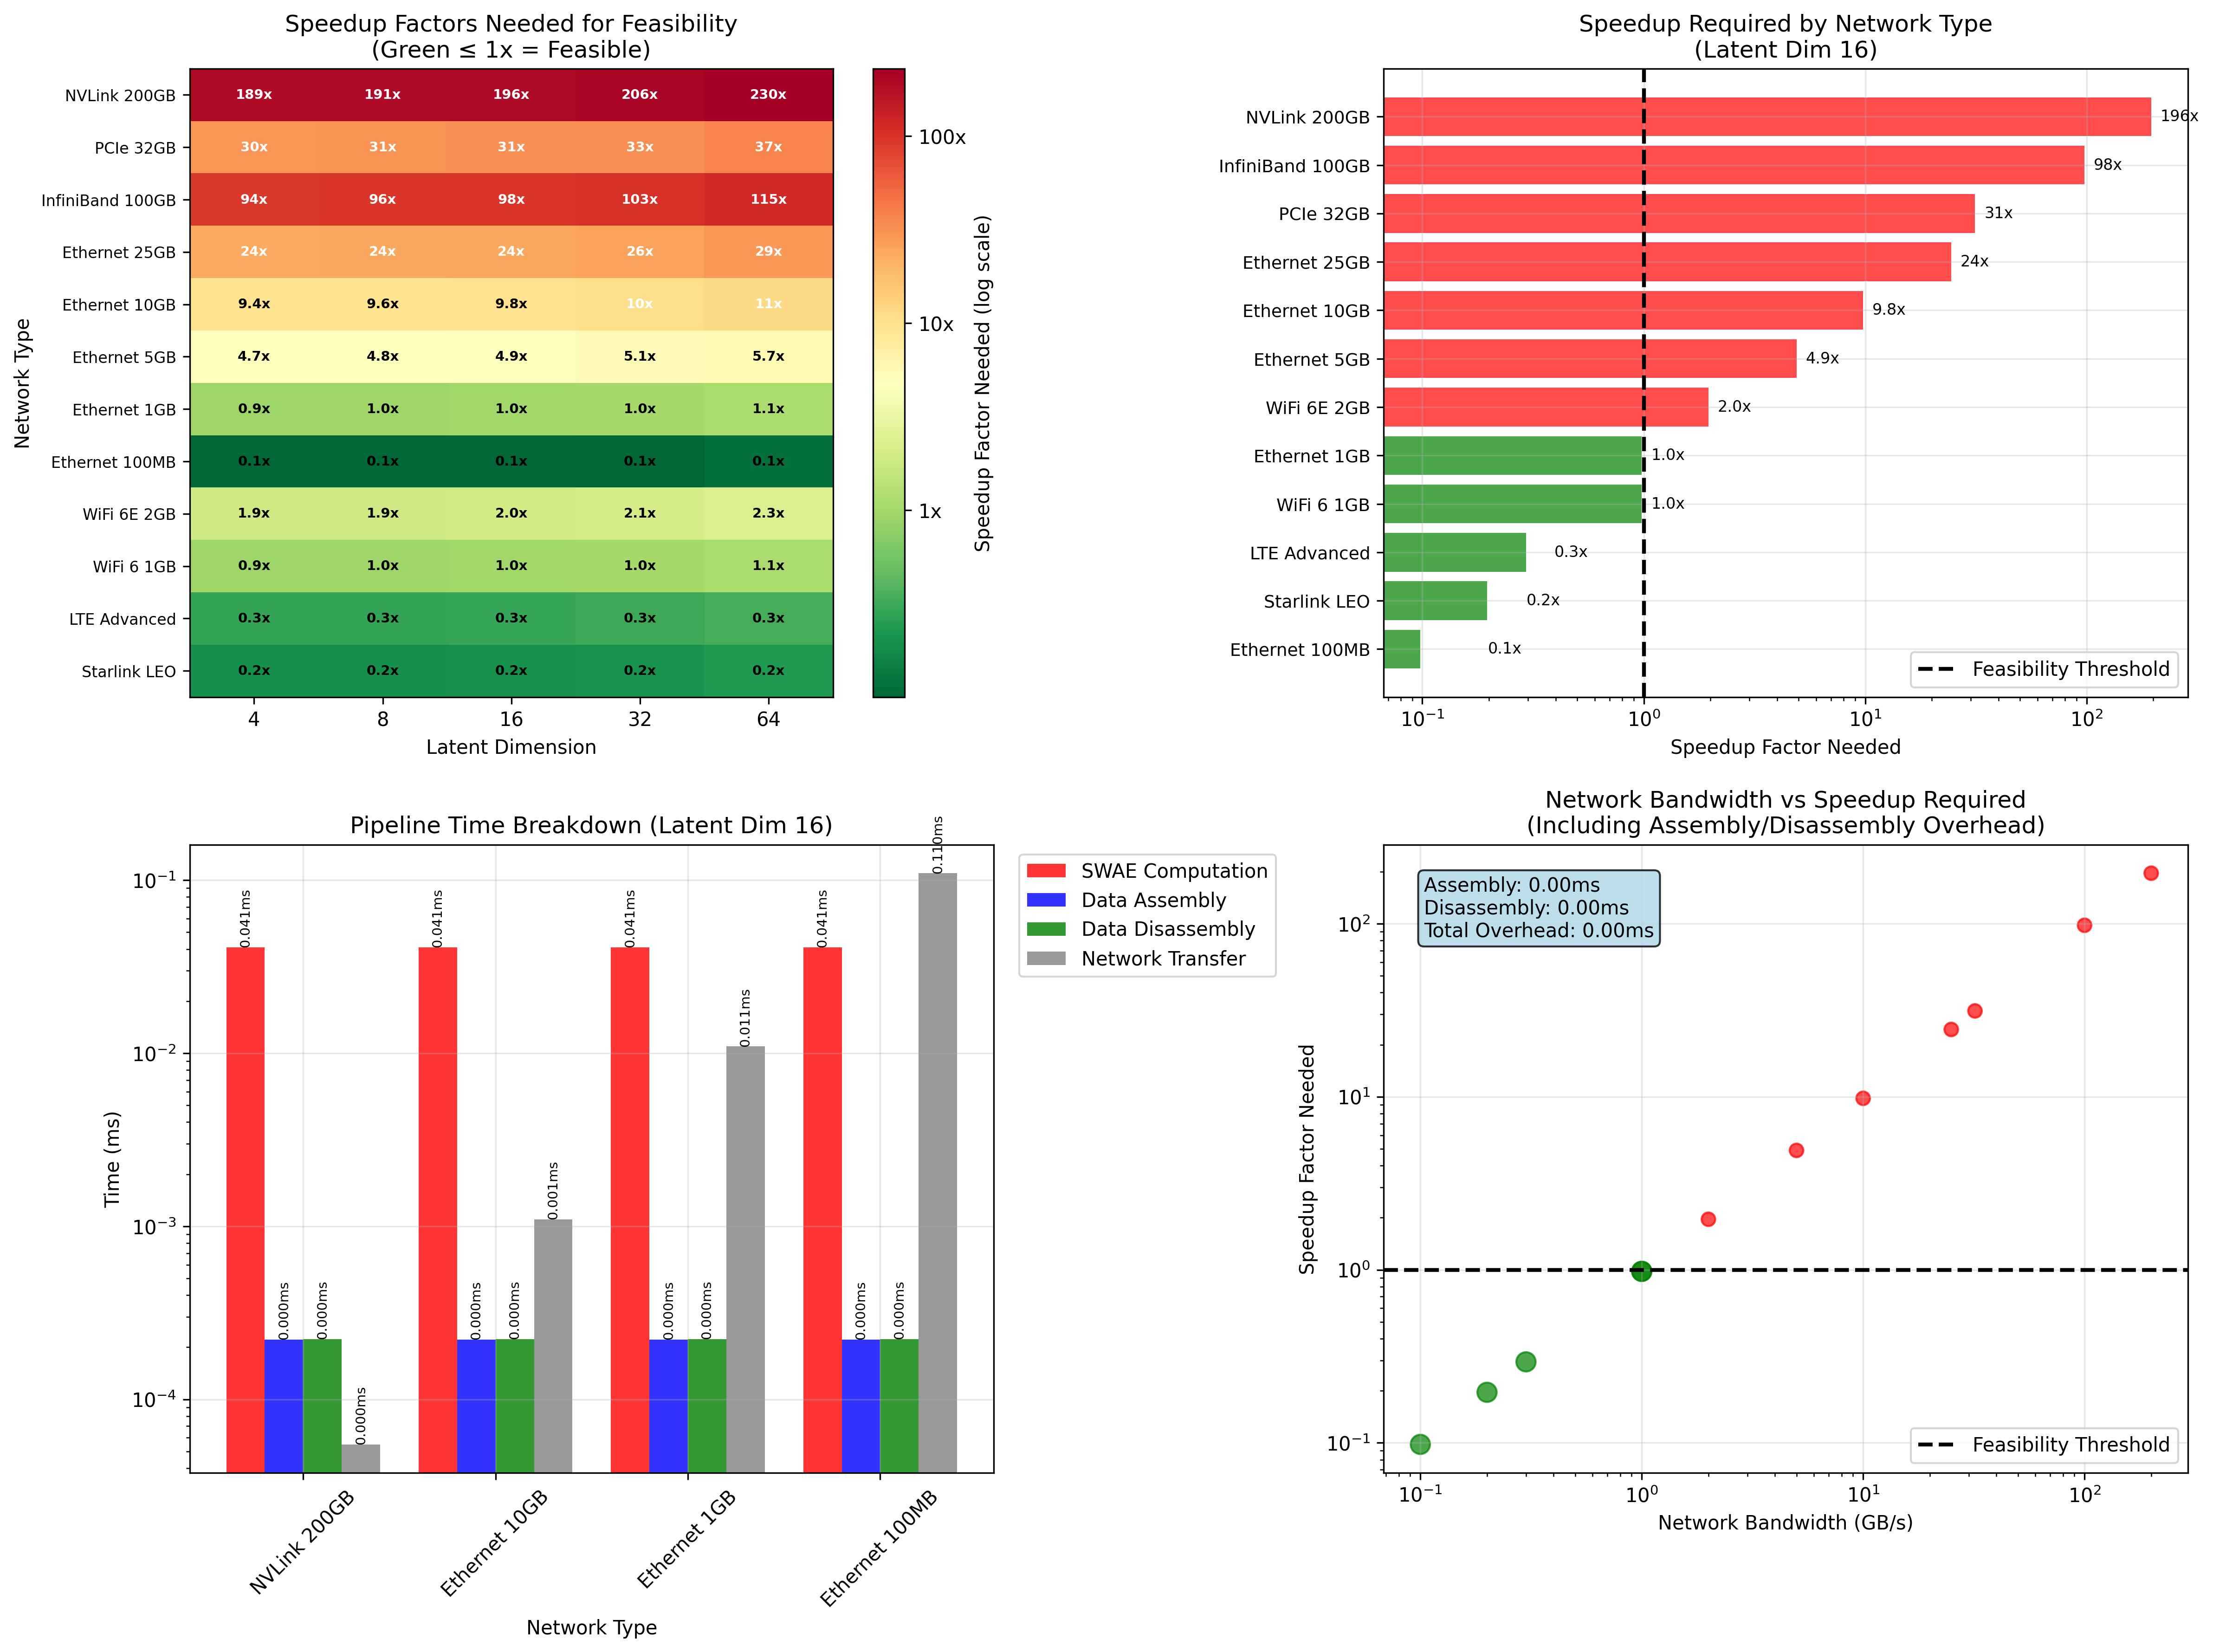 Speedup Factors Needed for Feasibility
(Green ≤ 1x = Feasible)
Network Type
NVLink 200GB 189x 191x 196x 206x 230x
PCIe 32GB 30x 31x 31x 33x 37x
InfiniBand 100GB 94x 96x 98x 103x 115x
Ethernet 25GB 24x 24x 24x 26x 29x
Ethernet 10GB 9.4x 9.6x 9.8x 10x 11x
Ethernet 5GB 4.7x 4.8x 4.9x 5.1x 5.7x
Ethernet 1GB 0.9x 1.0x 1.0x 1.0x 1.1x
Ethernet 100MB 0.1x 0.1x 0.1x 0.1x 0.1x
WiFi 6E 2GB 1.9x 1.9x 2.0x 2.1x 2.3x
WiFi 6 1GB 0.9x 1.0x 1.0x 1.0x 1.1x
LTE Advanced 0.3x 0.3x 0.3x 0.3x 0.3x
Starlink LEO 0.2x 0.2x 0.2x 0.2x 0.2x
4 8 16 32 64
Latent Dimension
100x
10x
1x
Speedup Factor Needed (log scale)
Speedup Required by Network Type
(Latent Dim 16)
NVLink 200GB 196x
InfiniBand 100GB 98x
PCIe 32GB 31x
Ethernet 25GB 24x
Ethernet 10GB 9.8x
Ethernet 5GB 4.9x
WiFi 6E 2GB 2.0x
Ethernet 1GB 1.0x
WiFi 6 1GB 1.0x
LTE Advanced 0.3x
Starlink LEO 0.2x
Ethernet 100MB 0.1x
Feasibility Threshold
10⁻¹ 10⁰ 10¹ 10²
Speedup Factor Needed
Pipeline Time Breakdown (Latent Dim 16)
Time (ms)
10⁻¹
10⁻²
10⁻³
10⁻⁴
0.041ms 0.000ms 0.000ms 0.000ms
0.041ms 0.000ms 0.000ms 0.001ms
0.041ms 0.000ms 0.000ms 0.011ms
0.041ms 0.000ms 0.000ms 0.110ms
NVLink 200GB
Ethernet 10GB
Ethernet 1GB
Ethernet 100MB
Network Type
SWAE Computation
Data Assembly
Data Disassembly
Network Transfer
Network Bandwidth vs Speedup Required
(Including Assembly/Disassembly Overhead)
Speedup Factor Needed
Assembly: 0.00ms
Disassembly: 0.00ms
Total Overhead: 0.00ms
10²
10¹
10⁰
10⁻¹
Feasibility Threshold
10⁻¹ 10⁰ 10¹ 10²
Network Bandwidth (GB/s)